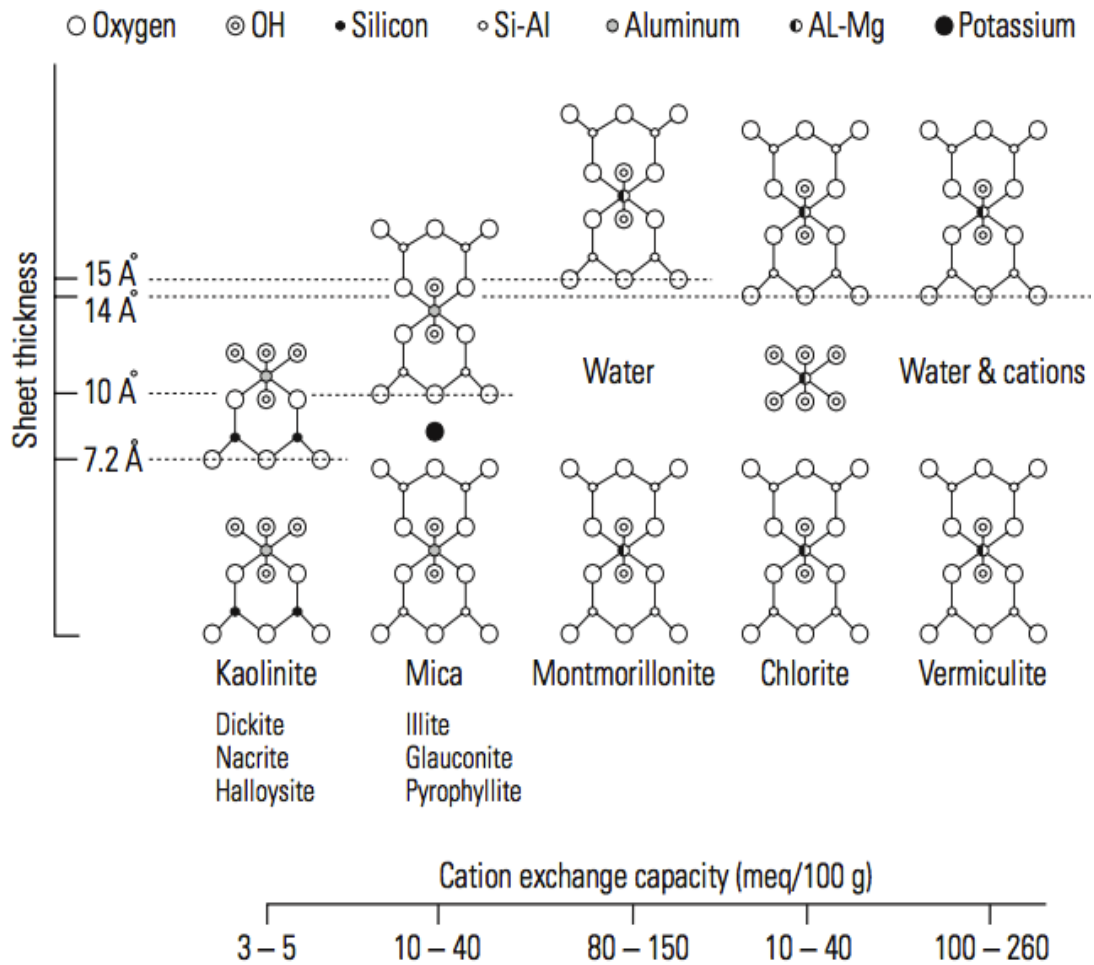 Oxygen OH Silicon Si-Al Aluminum AL-Mg Potassium
Sheet thickness
15 Å
14 Å
10 Å
7.2 Å
Water
Water & cations
Kaolinite Mica Montmorillonite Chlorite Vermiculite
Dickite Illite
Nacrite Glauconite
Halloysite Pyrophyllite
Cation exchange capacity (meq/100 g)
3 – 5 10 – 40 80 – 150 10 – 40 100 – 260